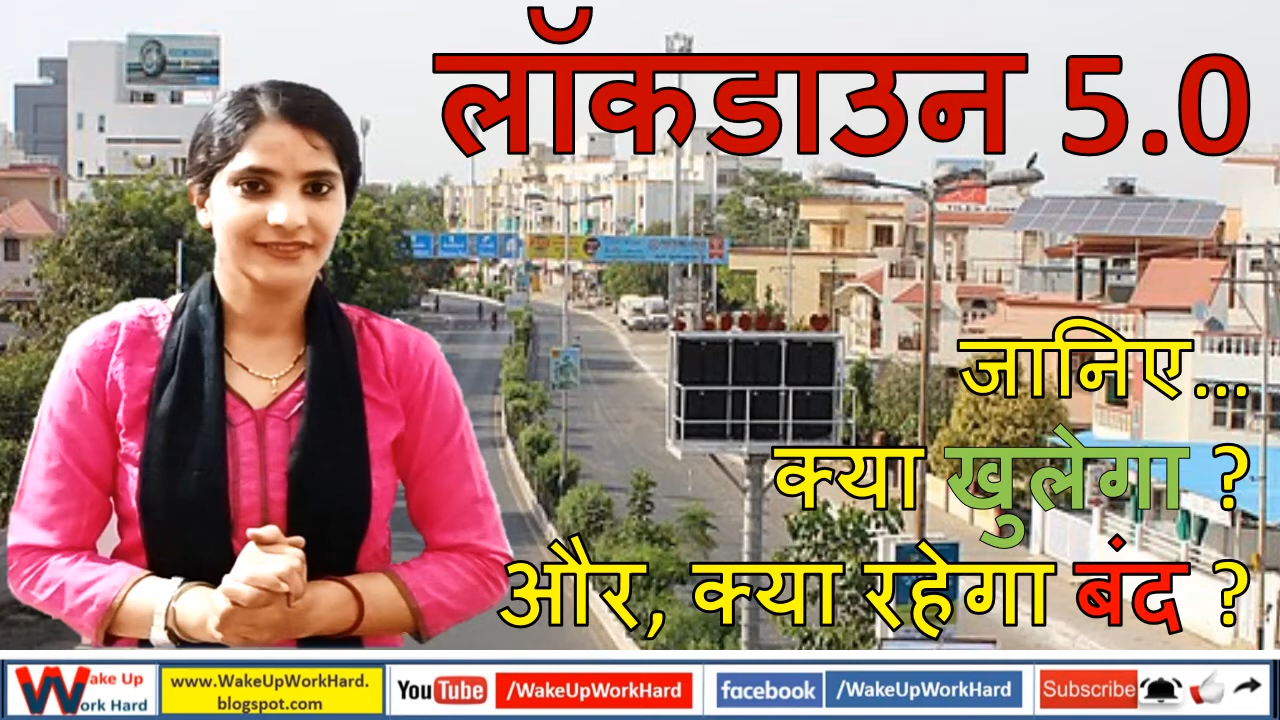 लॉकडाउन 5.0
जानिए...
क्या खुलेगा ?
और, क्या रहेगा बंद ?
Wake Up
Work Hard
www.WakeUpWorkHard.
blogspot.com
YouTube /WakeUpWorkHard
facebook /WakeUpWorkHard
Subscribe